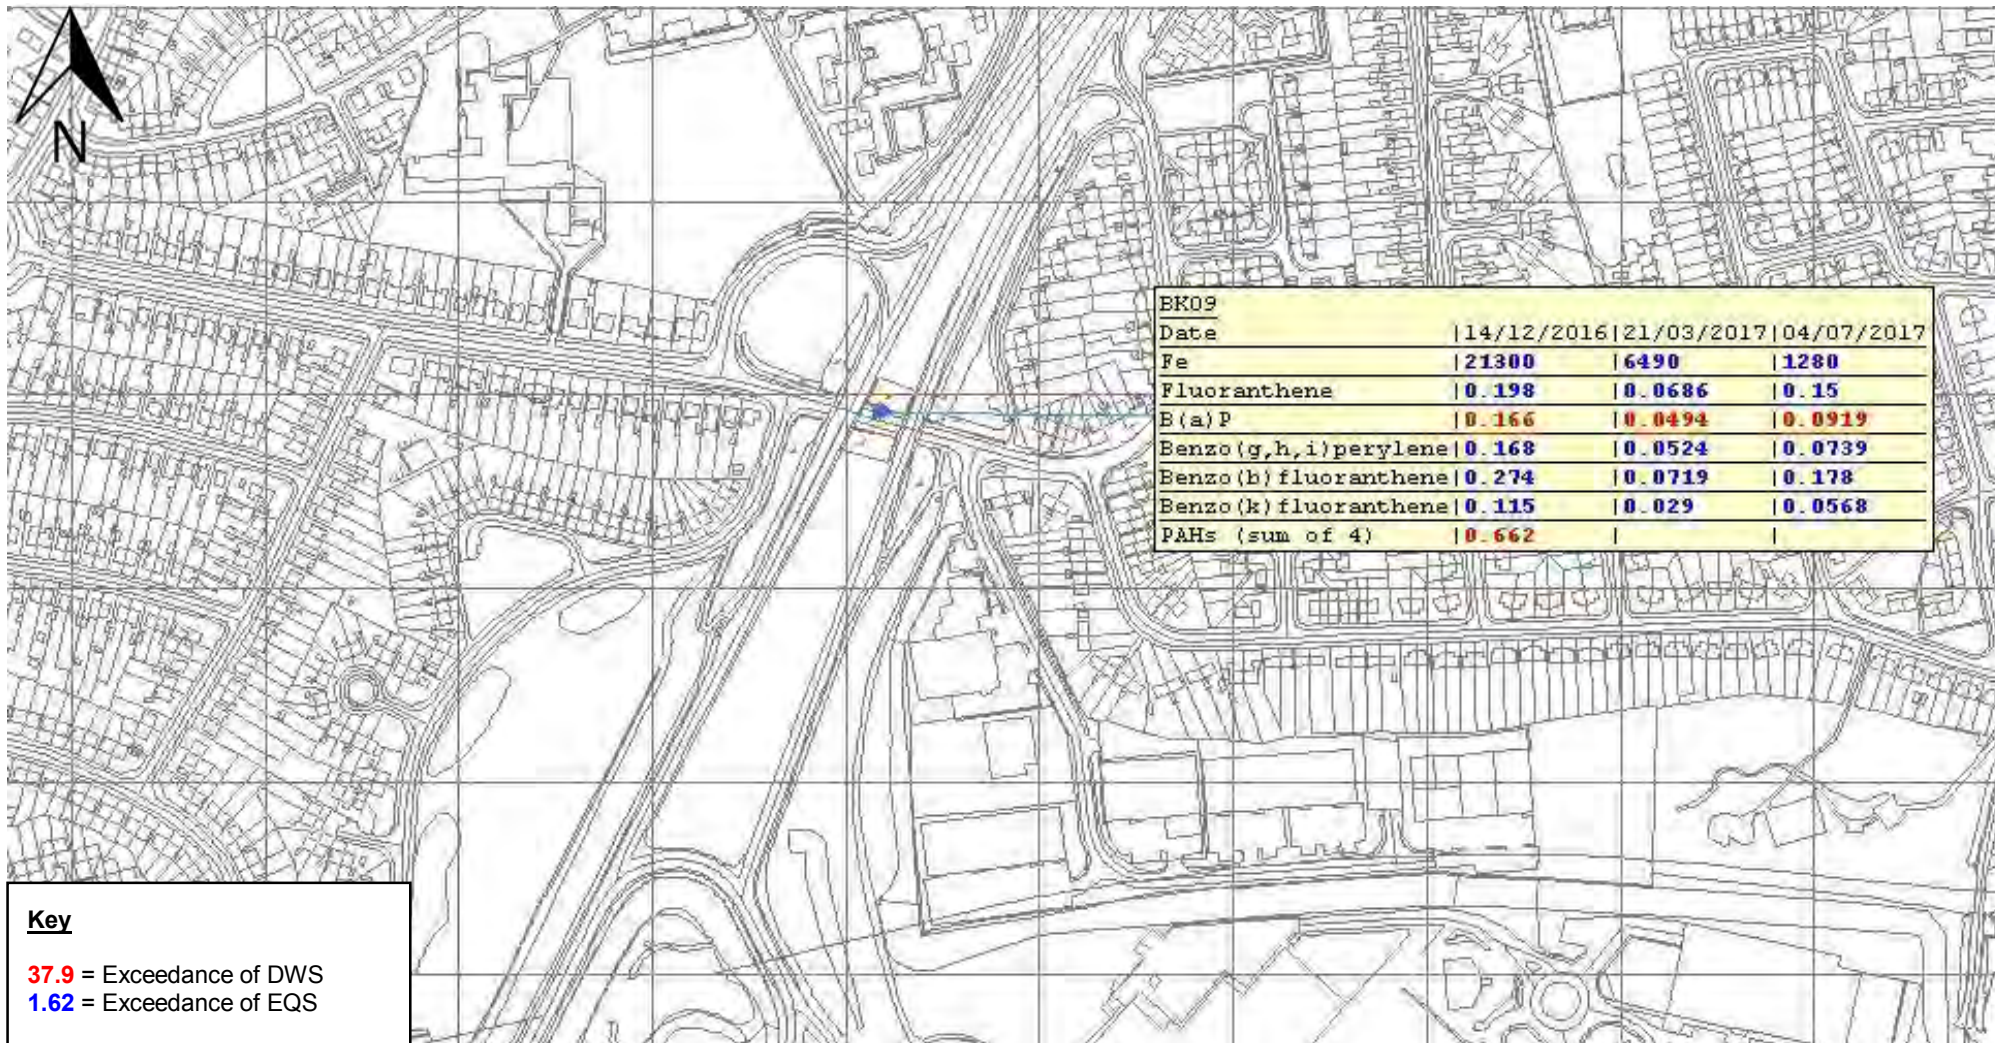 N
BK09
Date |14/12/2016|21/03/2017|04/07/2017
Fe |21300 |6490 |1280
Fluoranthene |0.198 |0.0686 |0.15
B(a)P |0.166 |0.0494 |0.0919
Benzo(g,h,i)perylene|0.168 |0.0524 |0.0739
Benzo(b)fluoranthene|0.274 |0.0719 |0.178
Benzo(k)fluoranthene|0.115 |0.029 |0.0568
PAHs (sum of 4) |0.662 | |
Key
37.9 = Exceedance of DWS
1.62 = Exceedance of EQS